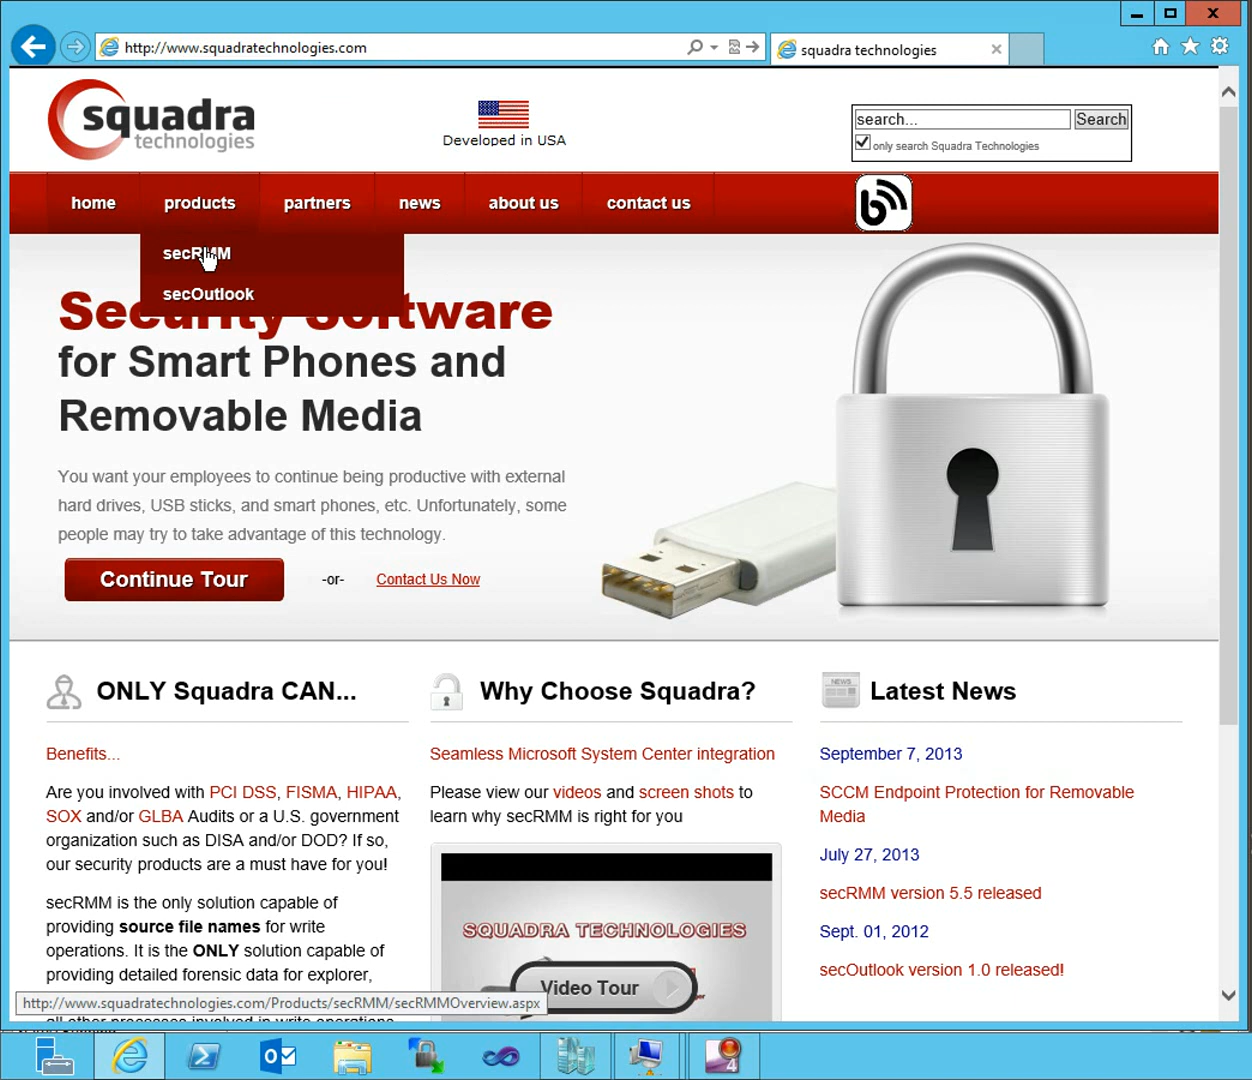 http://www.squadratechnologies.com
squadra technologies
squadra
technologies
Developed in USA
search...
Search
only search Squadra Technologies
home
products
partners
news
about us
contact us
b
secRMM
secOutlook
Security Software
for Smart Phones and
Removable Media
You want your employees to continue being productive with external
hard drives, USB sticks, and smart phones, etc. Unfortunately, some
people may try to take advantage of this technology.
Continue Tour
-or-
Contact Us Now
ONLY Squadra CAN...
Benefits...
Are you involved with PCI DSS, FISMA, HIPAA,
SOX and/or GLBA Audits or a U.S. government
organization such as DISA and/or DOD? If so,
our security products are a must have for you!
secRMM is the only solution capable of
providing source file names for write
operations. It is the ONLY solution capable of
providing detailed forensic data for explorer,
all other processes involved in write operations
Why Choose Squadra?
Seamless Microsoft System Center integration
Please view our videos and screen shots to
learn why secRMM is right for you
SQUADRA TECHNOLOGIES
Video Tour
NEWS
Latest News
September 7, 2013
SCCM Endpoint Protection for Removable
Media
July 27, 2013
secRMM version 5.5 released
Sept. 01, 2012
secOutlook version 1.0 released!
http://www.squadratechnologies.com/Products/secRMM/secRMMOverview.aspx
4